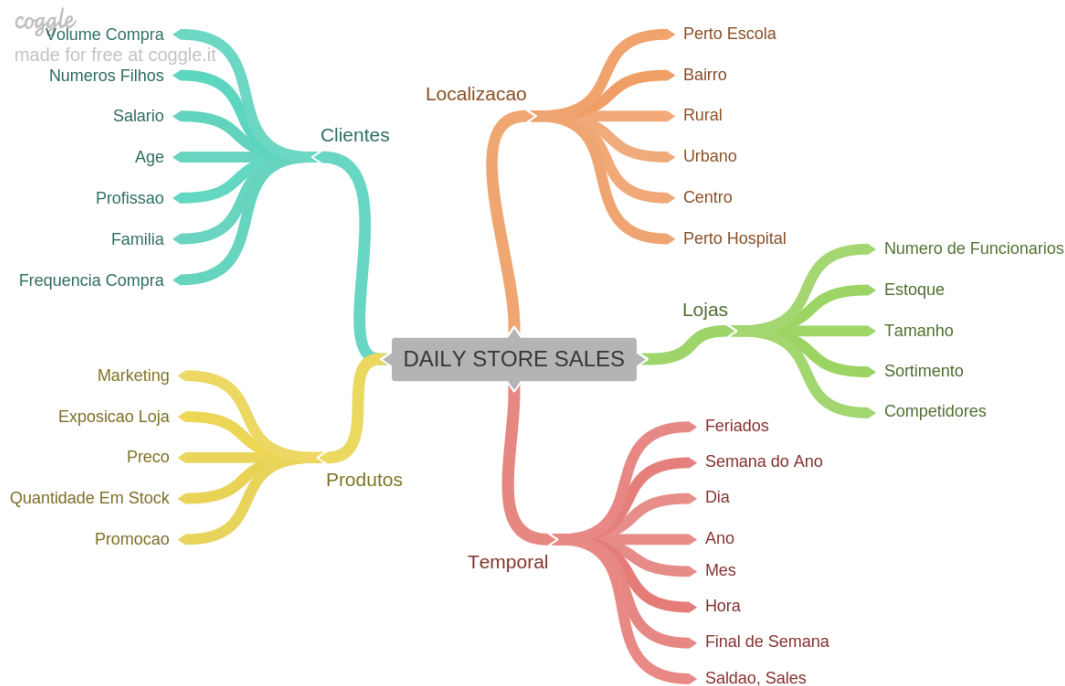 coggle
made for free at coggle.it
Volume Compra
Numeros Filhos
Salario
Age
Profissao
Familia
Frequencia Compra
Clientes
Localizacao
Perto Escola
Bairro
Rural
Urbano
Centro
Perto Hospital
Lojas
Numero de Funcionarios
Estoque
Tamanho
Sortimento
Competidores
DAILY STORE SALES
Marketing
Exposicao Loja
Preco
Quantidade Em Stock
Promocao
Produtos
Temporal
Feriados
Semana do Ano
Dia
Ano
Mes
Hora
Final de Semana
Saldao, Sales